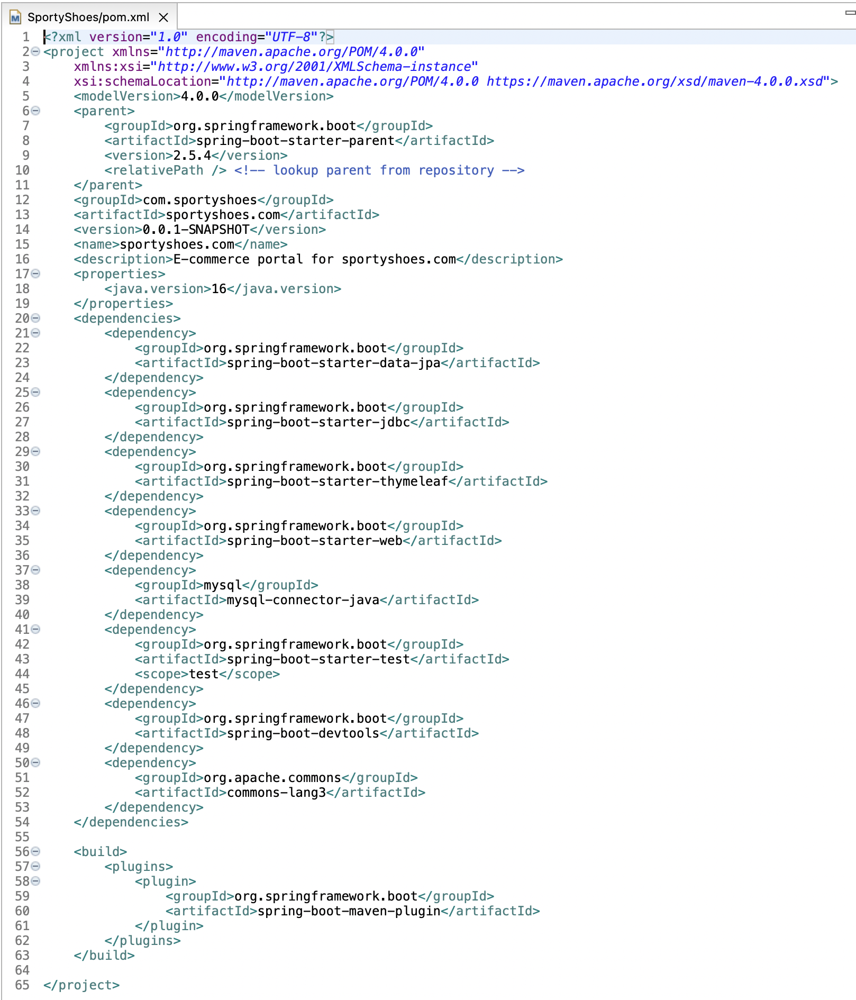 SportyShoes/pom.xml
1 <?xml version="1.0" encoding="UTF-8"?>
2 <project xmlns="http://maven.apache.org/POM/4.0.0"
3     xmlns:xsi="http://www.w3.org/2001/XMLSchema-instance"
4     xsi:schemaLocation="http://maven.apache.org/POM/4.0.0 https://maven.apache.org/xsd/maven-4.0.0.xsd">
5     <modelVersion>4.0.0</modelVersion>
6     <parent>
7         <groupId>org.springframework.boot</groupId>
8         <artifactId>spring-boot-starter-parent</artifactId>
9         <version>2.5.4</version>
10         <relativePath /> <!-- lookup parent from repository -->
11     </parent>
12     <groupId>com.sportyshoes</groupId>
13     <artifactId>sportyshoes.com</artifactId>
14     <version>0.0.1-SNAPSHOT</version>
15     <name>sportyshoes.com</name>
16     <description>E-commerce portal for sportyshoes.com</description>
17     <properties>
18         <java.version>16</java.version>
19     </properties>
20     <dependencies>
21         <dependency>
22             <groupId>org.springframework.boot</groupId>
23             <artifactId>spring-boot-starter-data-jpa</artifactId>
24         </dependency>
25         <dependency>
26             <groupId>org.springframework.boot</groupId>
27             <artifactId>spring-boot-starter-jdbc</artifactId>
28         </dependency>
29         <dependency>
30             <groupId>org.springframework.boot</groupId>
31             <artifactId>spring-boot-starter-thymeleaf</artifactId>
32         </dependency>
33         <dependency>
34             <groupId>org.springframework.boot</groupId>
35             <artifactId>spring-boot-starter-web</artifactId>
36         </dependency>
37         <dependency>
38             <groupId>mysql</groupId>
39             <artifactId>mysql-connector-java</artifactId>
40         </dependency>
41         <dependency>
42             <groupId>org.springframework.boot</groupId>
43             <artifactId>spring-boot-starter-test</artifactId>
44             <scope>test</scope>
45         </dependency>
46         <dependency>
47             <groupId>org.springframework.boot</groupId>
48             <artifactId>spring-boot-devtools</artifactId>
49         </dependency>
50         <dependency>
51             <groupId>org.apache.commons</groupId>
52             <artifactId>commons-lang3</artifactId>
53         </dependency>
54     </dependencies>
55
56     <build>
57         <plugins>
58             <plugin>
59                 <groupId>org.springframework.boot</groupId>
60                 <artifactId>spring-boot-maven-plugin</artifactId>
61             </plugin>
62         </plugins>
63     </build>
64
65 </project>